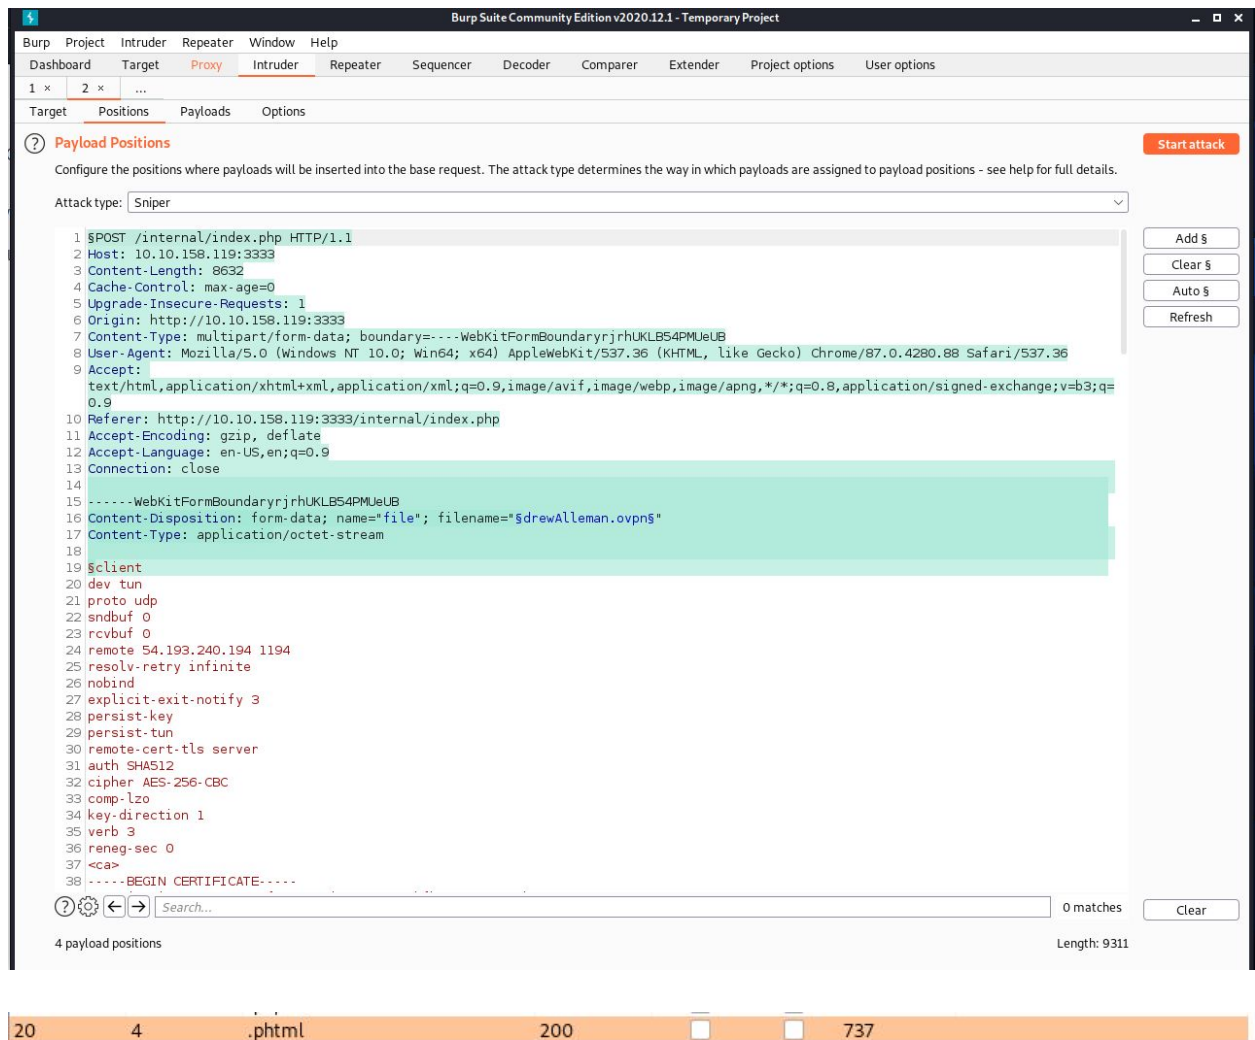 Burp Suite Community Edition v2020.12.1 - Temporary Project
Burp Project Intruder Repeater Window Help
Dashboard Target Proxy Intruder Repeater Sequencer Decoder Comparer Extender Project options User options
1 × 2 × ...
Target Positions Payloads Options
? Payload Positions
Start attack
Configure the positions where payloads will be inserted into the base request. The attack type determines the way in which payloads are assigned to payload positions - see help for full details.
Attack type: Sniper
Add §
Clear §
Auto §
Refresh
1 §POST /internal/index.php HTTP/1.1
2 Host: 10.10.158.119:3333
3 Content-Length: 8632
4 Cache-Control: max-age=0
5 Upgrade-Insecure-Requests: 1
6 Origin: http://10.10.158.119:3333
7 Content-Type: multipart/form-data; boundary=----WebKitFormBoundaryrjrhUKLB54PMUeUB
8 User-Agent: Mozilla/5.0 (Windows NT 10.0; Win64; x64) AppleWebKit/537.36 (KHTML, like Gecko) Chrome/87.0.4280.88 Safari/537.36
9 Accept:
text/html,application/xhtml+xml,application/xml;q=0.9,image/avif,image/webp,image/apng,*/*;q=0.8,application/signed-exchange;v=b3;q=
0.9
10 Referer: http://10.10.158.119:3333/internal/index.php
11 Accept-Encoding: gzip, deflate
12 Accept-Language: en-US,en;q=0.9
13 Connection: close
14
15 ------WebKitFormBoundaryrjrhUKLB54PMUeUB
16 Content-Disposition: form-data; name="file"; filename="§drewAlleman.ovpn§"
17 Content-Type: application/octet-stream
18
19 §client
20 dev tun
21 proto udp
22 sndbuf 0
23 rcvbuf 0
24 remote 54.193.240.194 1194
25 resolv-retry infinite
26 nobind
27 explicit-exit-notify 3
28 persist-key
29 persist-tun
30 remote-cert-tls server
31 auth SHA512
32 cipher AES-256-CBC
33 comp-lzo
34 key-direction 1
35 verb 3
36 reneg-sec 0
37 <ca>
38 -----BEGIN CERTIFICATE-----
? Search... 0 matches Clear
4 payload positions Length: 9311
20 4 .phtml 200 737